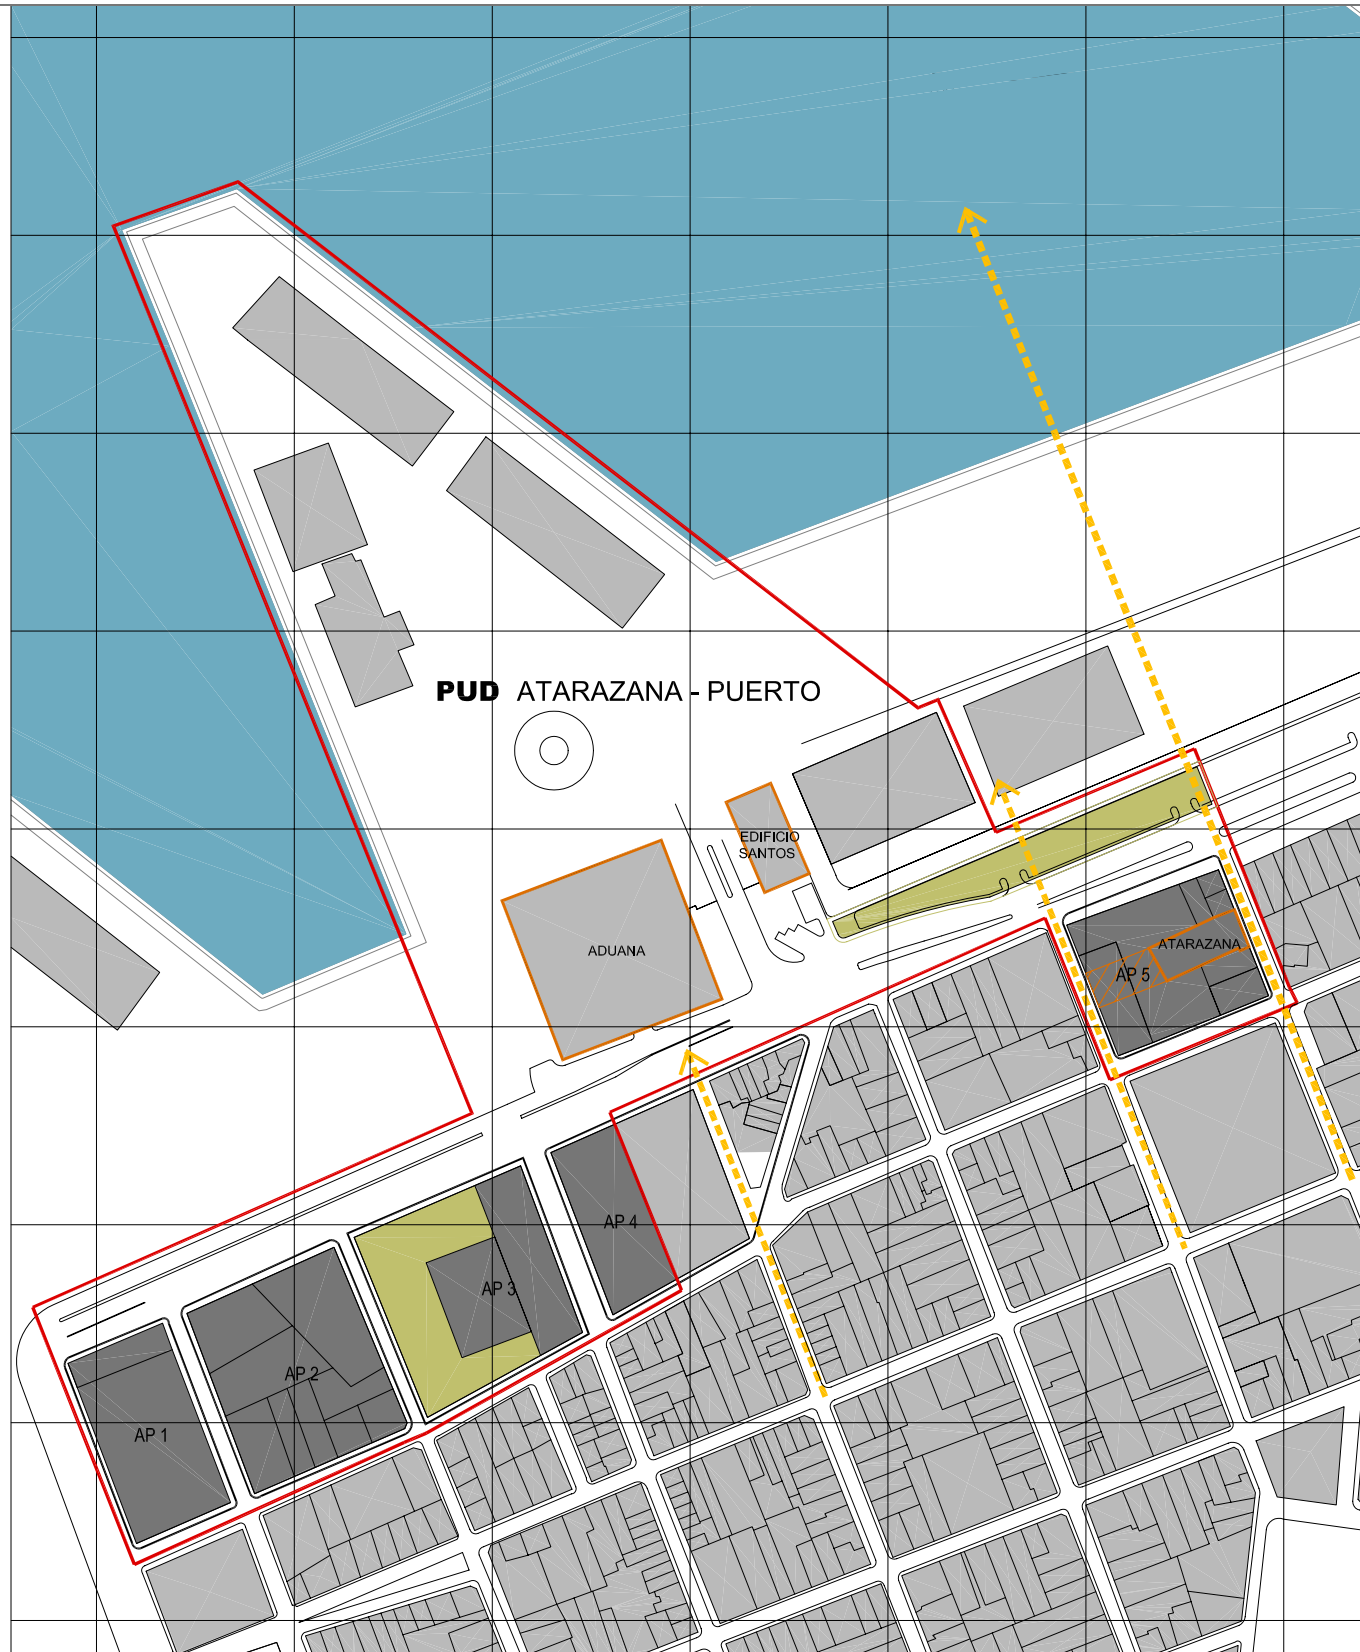 PUD ATARAZANA - PUERTO
EDIFICIO
SANTOS
ADUANA
ATARAZANA
AP 5
AP 4
AP 3
AP 2
AP 1